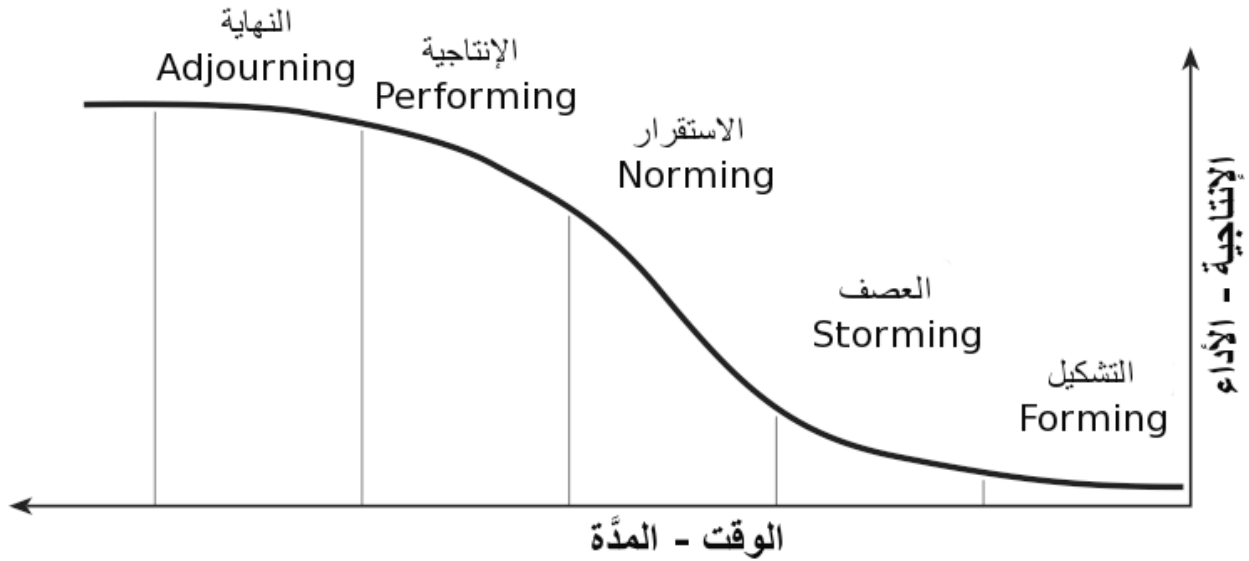 النهاية
Adjourning
الإنتاجية
Performing
الاستقرار
Norming
العصف
Storming
التشكيل
Forming
الإنتاجية - الأداء
الوقت - المدَّة